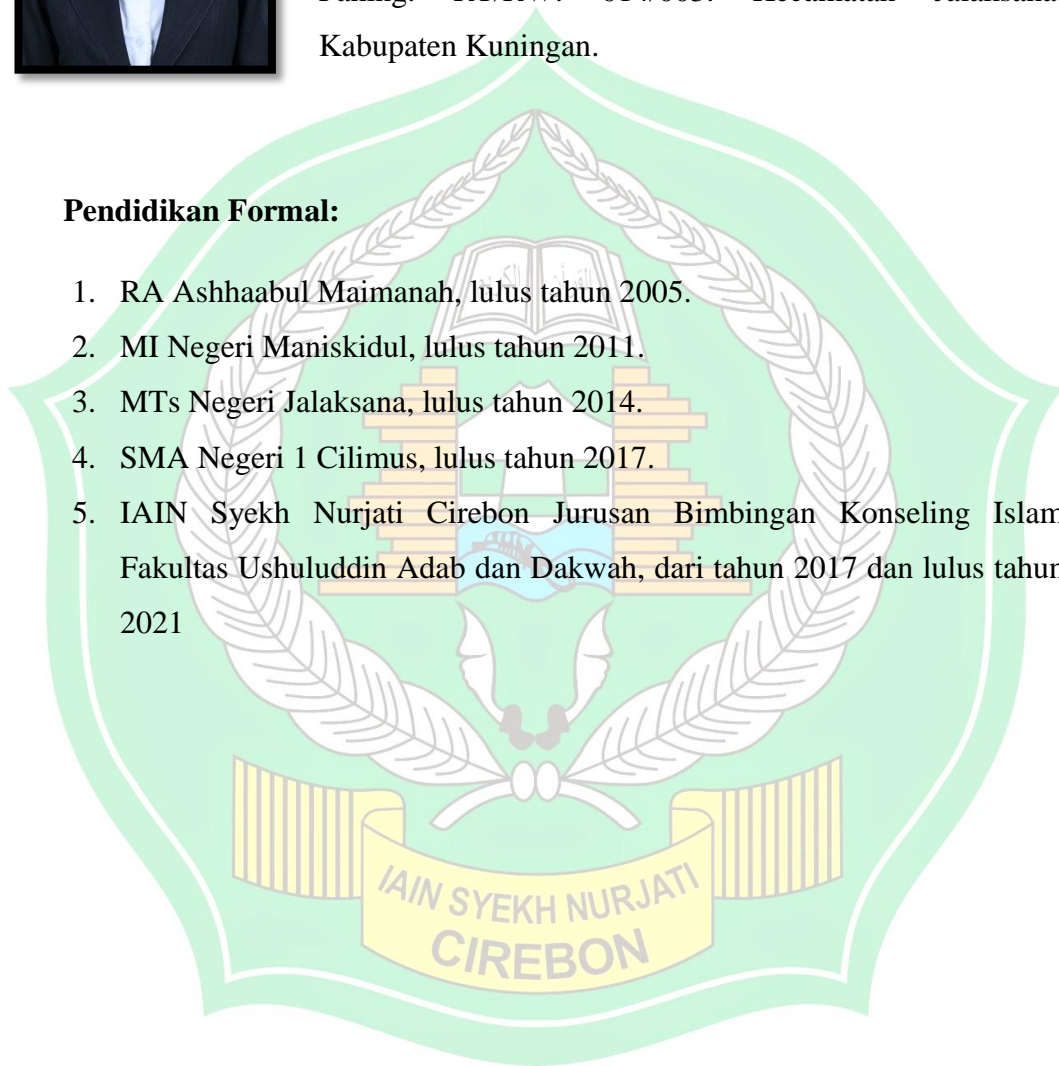 Kabupaten Kuningan.
Pendidikan Formal:
1. RA Ashhaabul Maimanah, lulus tahun 2005.
2. MI Negeri Maniskidul, lulus tahun 2011.
3. MTs Negeri Jalaksana, lulus tahun 2014.
4. SMA Negeri 1 Cilimus, lulus tahun 2017.
5. IAIN Syekh Nurjati Cirebon Jurusan Bimbingan Konseling Islam
Fakultas Ushuluddin Adab dan Dakwah, dari tahun 2017 dan lulus tahun
2021
IAIN SYEKH NURJATI
CIREBON